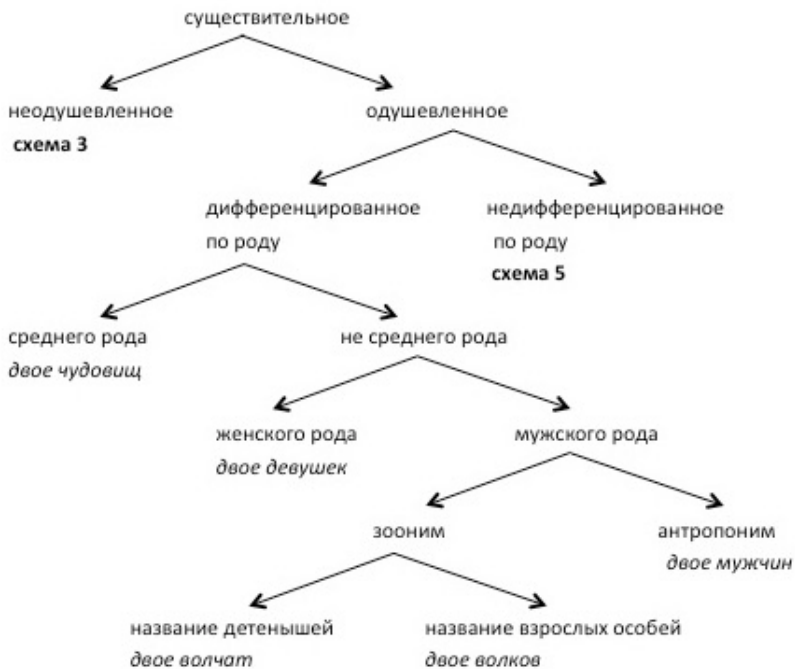 существительное
неодушевленное
схема 3
одушевленное
дифференцированное
по роду
недифференцированное
по роду
схема 5
среднего рода
двое чудовищ
не среднего рода
женского рода
двое девушек
мужского рода
зооним
антропоним
двое мужчин
название детенышей
двое волчат
название взрослых особей
двое волков